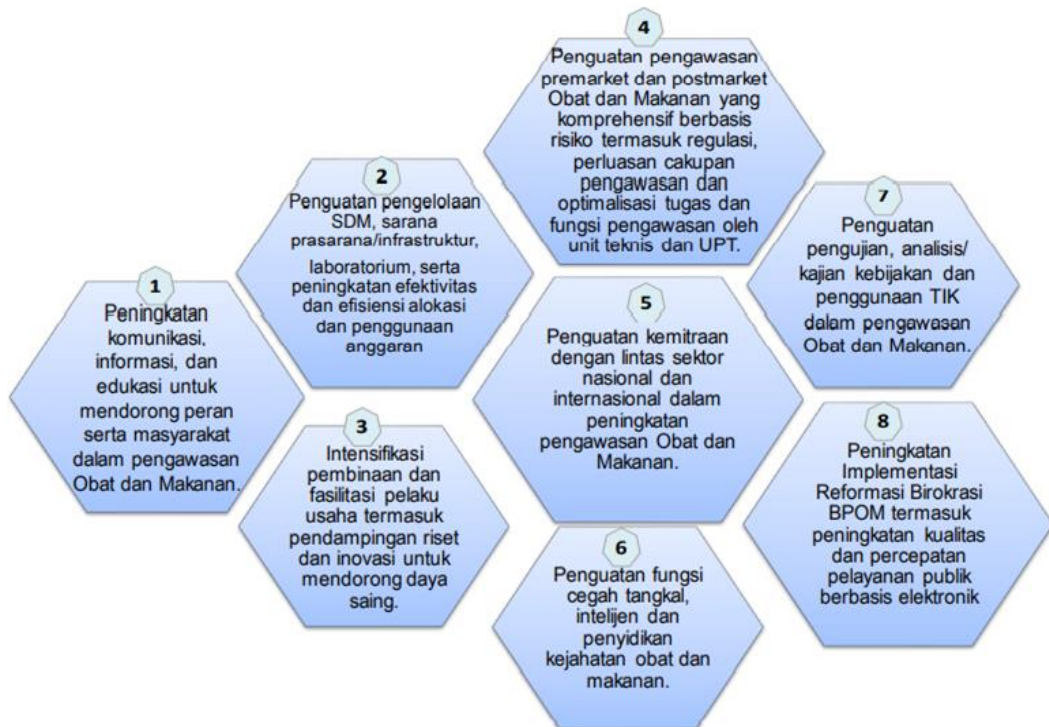 1
Peningkatan
komunikasi,
informasi, dan
edukasi untuk
mendorong peran
serta masyarakat
dalam pengawasan
Obat dan Makanan.
2
Penguatan pengelolaan
SDM, sarana
prasarana/infrastruktur,
laboratorium, serta
peningkatan efektivitas
dan efisiensi alokasi
dan penggunaan
anggaran
3
Intensifikasi
pembinaan dan
fasilitasi pelaku
usaha termasuk
pendampingan riset
dan inovasi untuk
mendorong daya
saing.
4
Penguatan pengawasan
premarket dan postmarket
Obat dan Makanan yang
komprehensif berbasis
risiko termasuk regulasi,
perluasan cakupan
pengawasan dan
optimalisasi tugas dan
fungsi pengawasan oleh
unit teknis dan UPT.
5
Penguatan kemitraan
dengan lintas sektor
nasional dan
internasional dalam
peningkatan
pengawasan Obat dan
Makanan.
6
Penguatan fungsi
cegah tangkal,
intelijen dan
penyidikan
kejahatan obat dan
makanan.
7
Penguatan
pengujian, analisis/
kajian kebijakan dan
penggunaan TIK
dalam pengawasan
Obat dan Makanan.
8
Peningkatan
Implementasi
Reformasi Birokrasi
BPOM termasuk
peningkatan kualitas
dan percepatan
pelayanan publik
berbasis elektronik